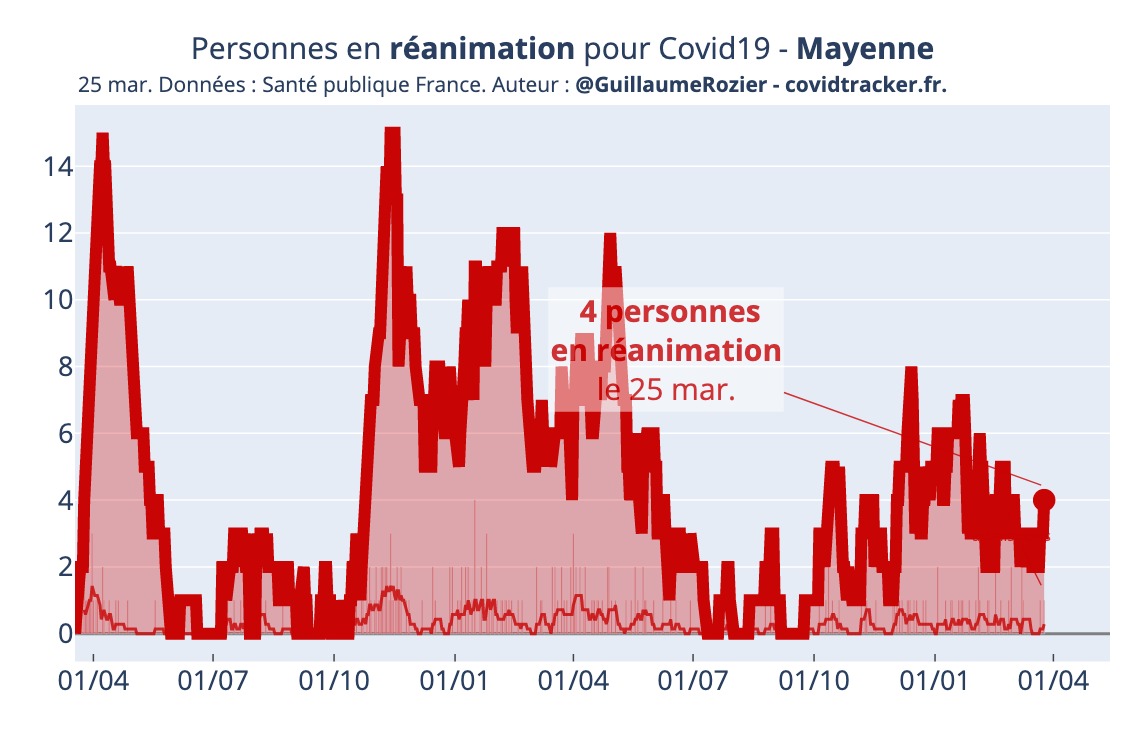 Personnes en réanimation pour Covid19 - Mayenne
25 mar. Données : Santé publique France. Auteur : @GuillaumeRozier - covidtracker.fr.
14
12
10
8
6
4
2
0
4 personnes
en réanimation
le 25 mar.
01/04 01/07 01/10 01/01 01/04 01/07 01/10 01/01 01/04